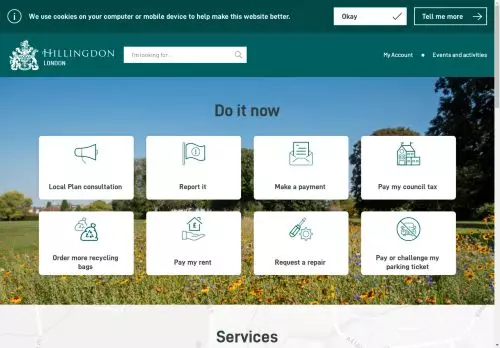 We use cookies on your computer or mobile device to help make this website better.
Okay
Tell me more
HILLINGDON
LONDON
I'm looking for...
My Account
Events and activities
Do it now
Local Plan consultation
Report it
Make a payment
Pay my council tax
Order more recycling
bags
Pay my rent
Request a repair
Pay or challenge my
parking ticket
Services